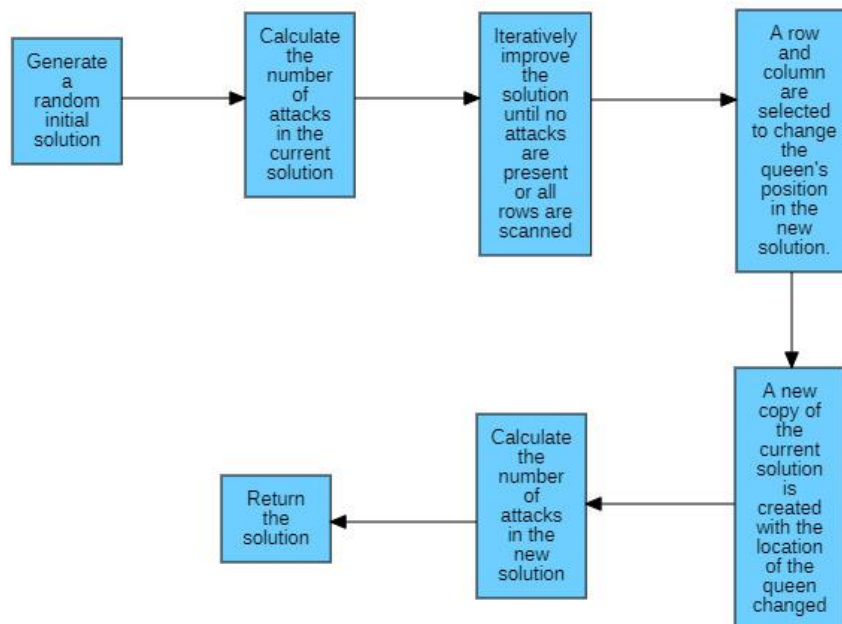 Generate
a
random
initial
solution
Calculate
the
number
of
attacks
in the
current
solution
Iteratively
improve
the
solution
until no
attacks
are
present
or all
rows are
scanned
A row
and
column
are
selected
to change
the
queen's
position
in the
new
solution.
A new
copy of
the
current
solution
is
created
with the
location
of the
queen
changed
Calculate
the
number
of
attacks
in the
new
solution
Return
the
solution